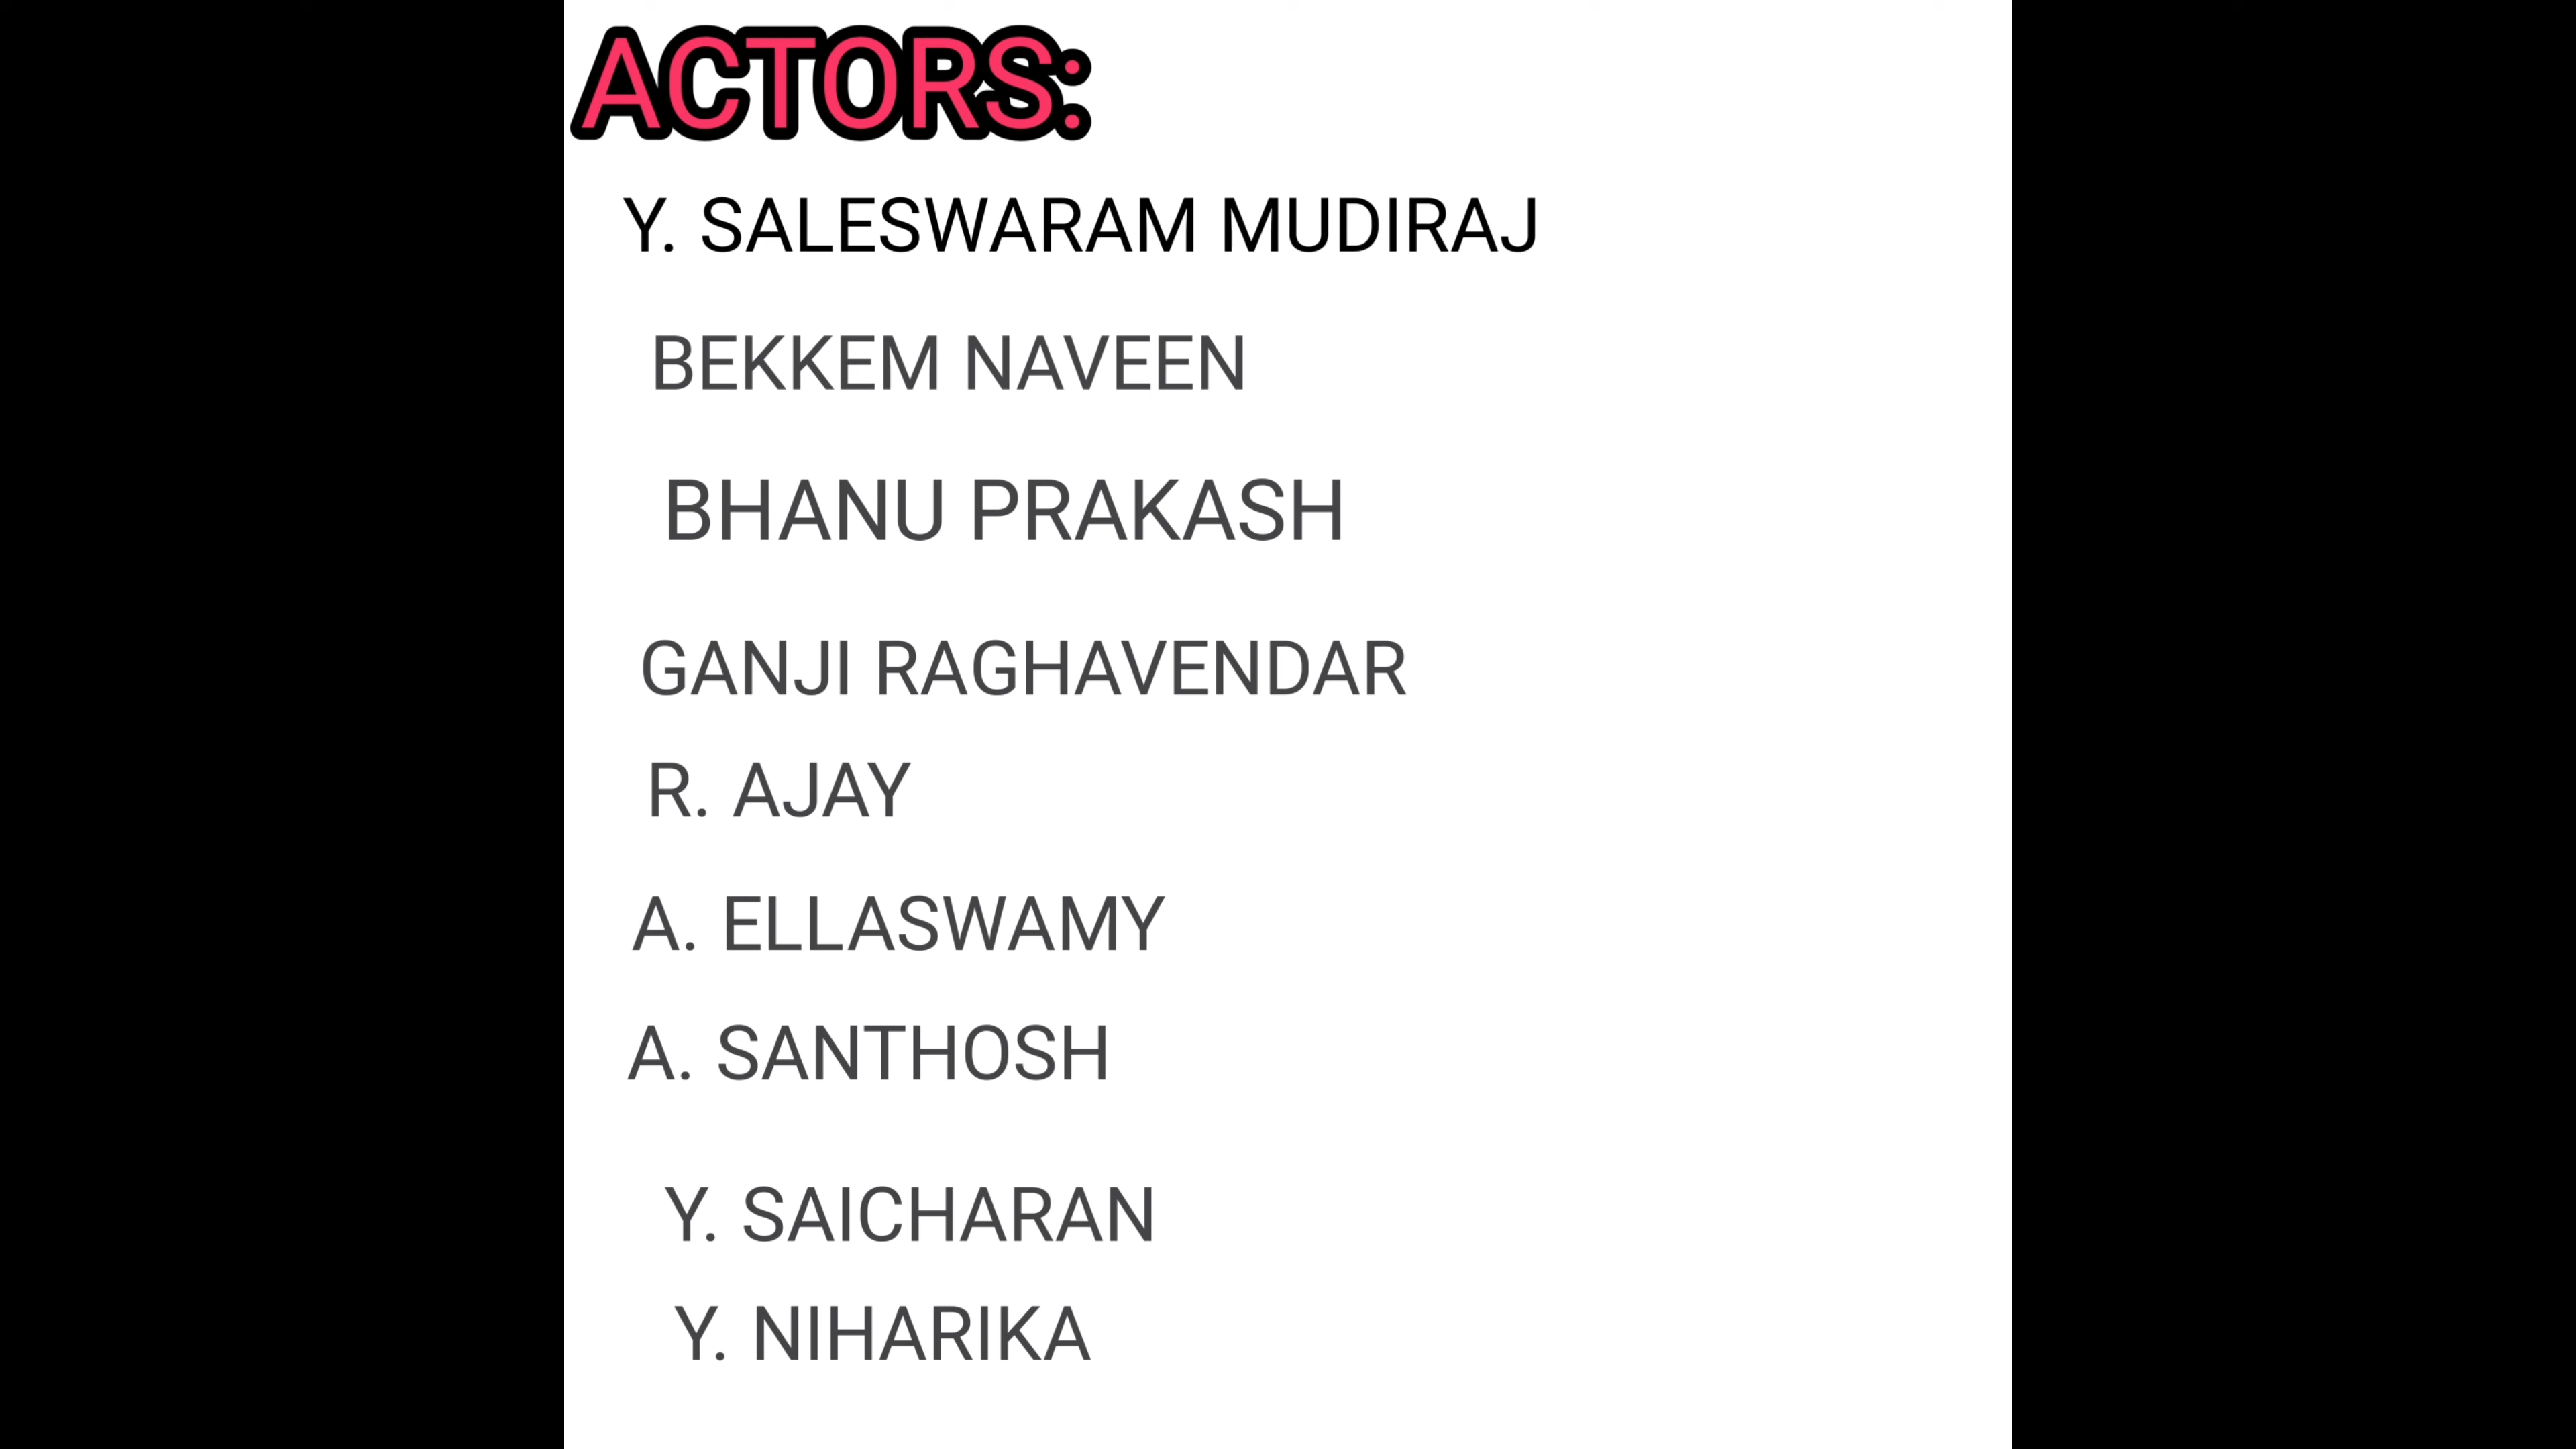 ACTORS:
Y. SALESWARAM MUDIRAJ
BEKKEM NAVEEN
BHANU PRAKASH
GANJI RAGHAVENDAR
R. AJAY
A. ELLASWAMY
A. SANTHOSH
Y. SAICHARAN
Y. NIHARIKA